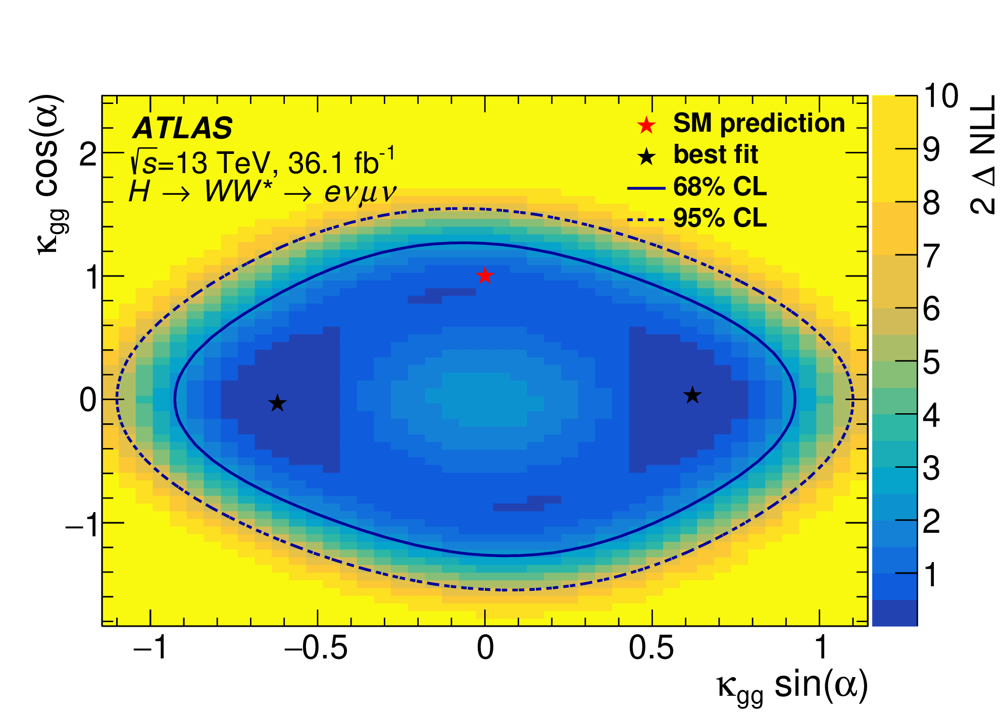 ATLAS
√s=13 TeV, 36.1 fb⁻¹
H → WW* → eνμν
SM prediction
best fit
68% CL
95% CL
κgg cos(α)
2
1
0
−1
−1
−0.5
0
0.5
1
κgg sin(α)
10
9
8
7
6
5
4
3
2
1
2 Δ NLL